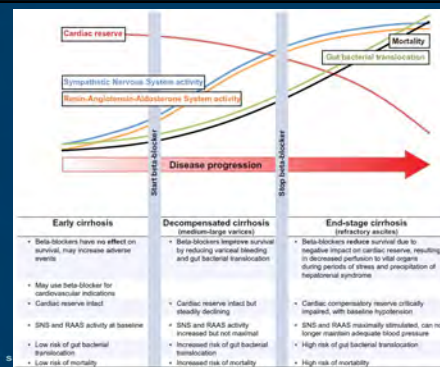 Cardiac reserve
Mortality
Gut bacterial translocation
Sympathetic Nervous System activity
Renin-Angiotensin-Aldosterone System activity
Start beta-blocker
Stop beta-blocker
Disease progression
Early cirrhosis
• Beta-blockers have no effect on
survival, may increase adverse
events
• May use beta-blocker for
cardiovascular indications
• Cardiac reserve intact
• SNS and RAAS activity at baseline
• Low risk of gut bacterial
translocation
• Low risk of mortality
Decompensated cirrhosis
(medium-large varices)
• Beta-blockers improve survival
by reducing variceal bleeding
and gut bacterial translocation
• Cardiac reserve intact but
steadily declining
• SNS and RAAS activity
increased but not maximal
• Increased risk of gut bacterial
translocation
• Increased risk of mortality
End-stage cirrhosis
(refractory ascites)
• Beta-blockers reduce survival due to
negative impact on cardiac reserve, resulting
in decreased perfusion to vital organs
during periods of stress and precipitation of
hepatorenal syndrome
• Cardiac compensatory reserve critically
impaired, with baseline hypotension
• SNS and RAAS maximally stimulated, can no
longer maintain adequate blood pressure
• High risk of gut bacterial translocation
• High risk of mortality
S